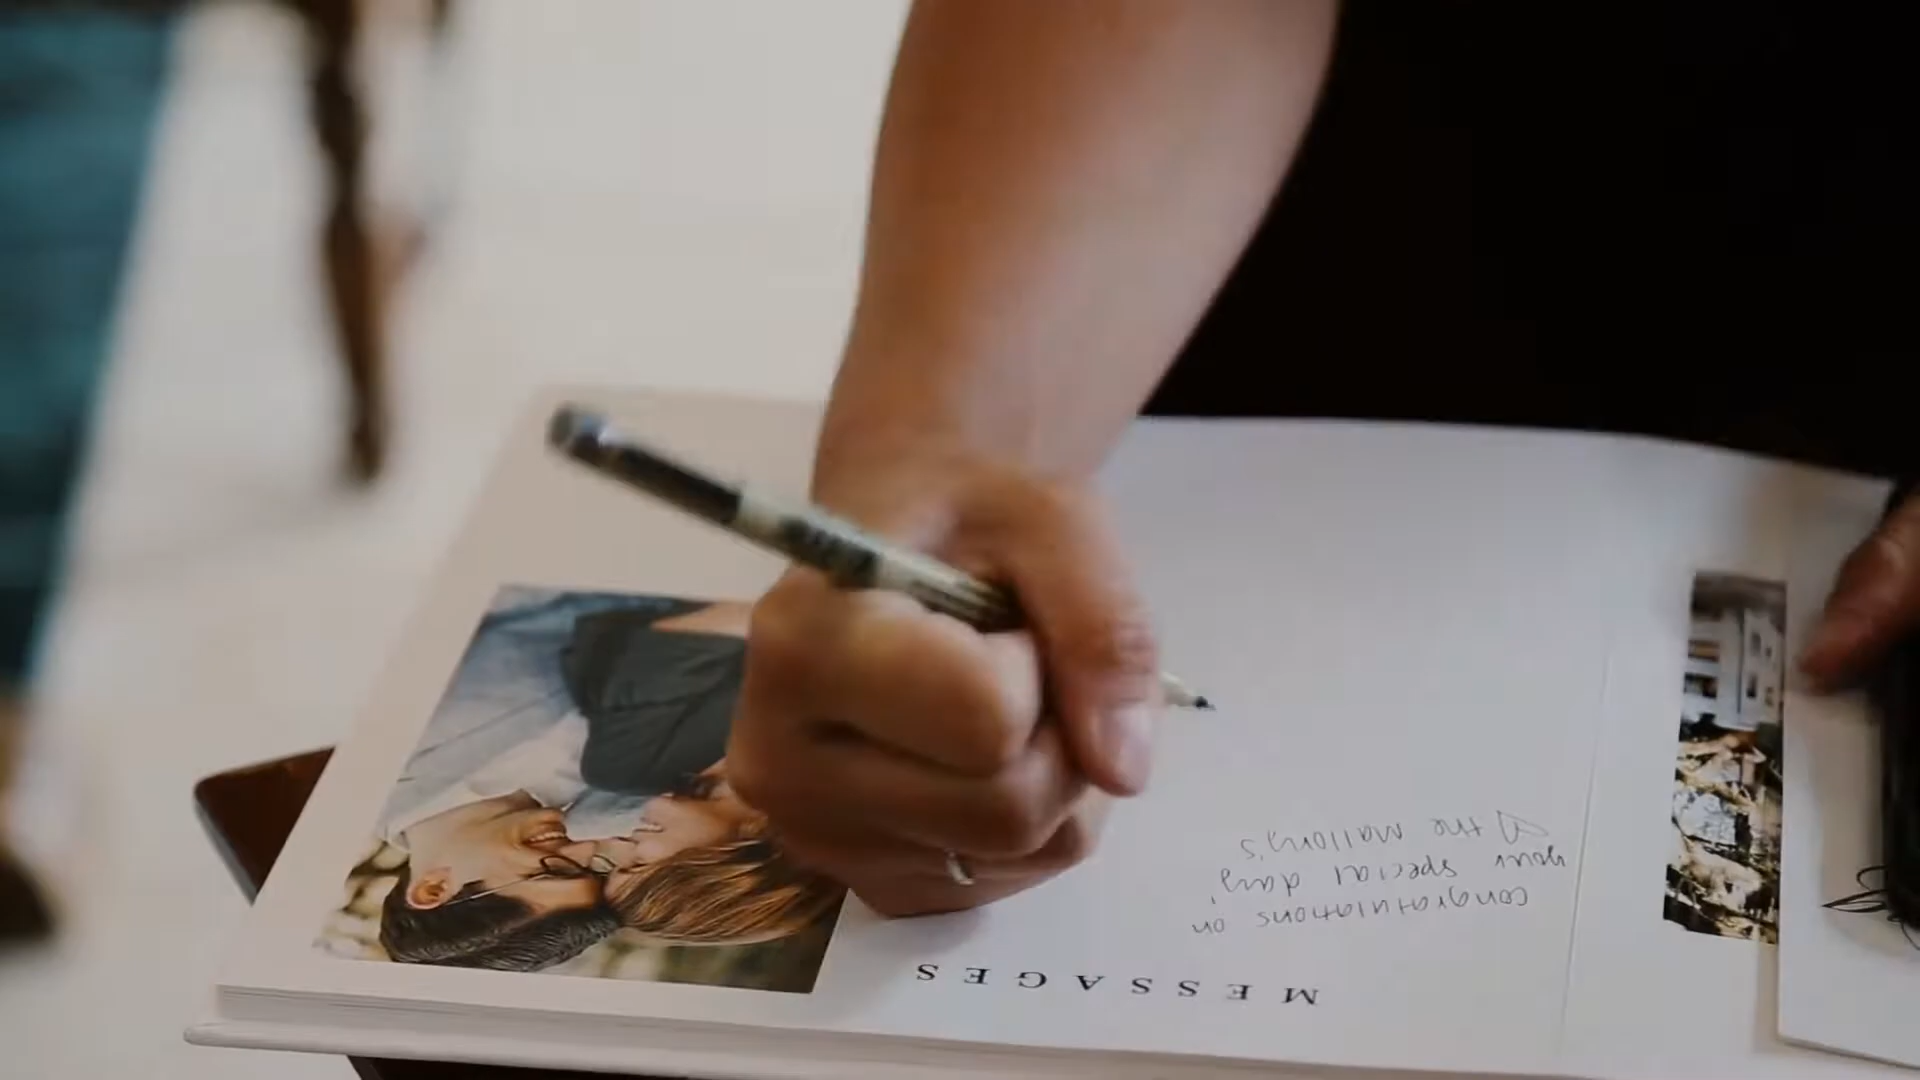 MESSAGES
congratulations on
your special day,
the mallory's